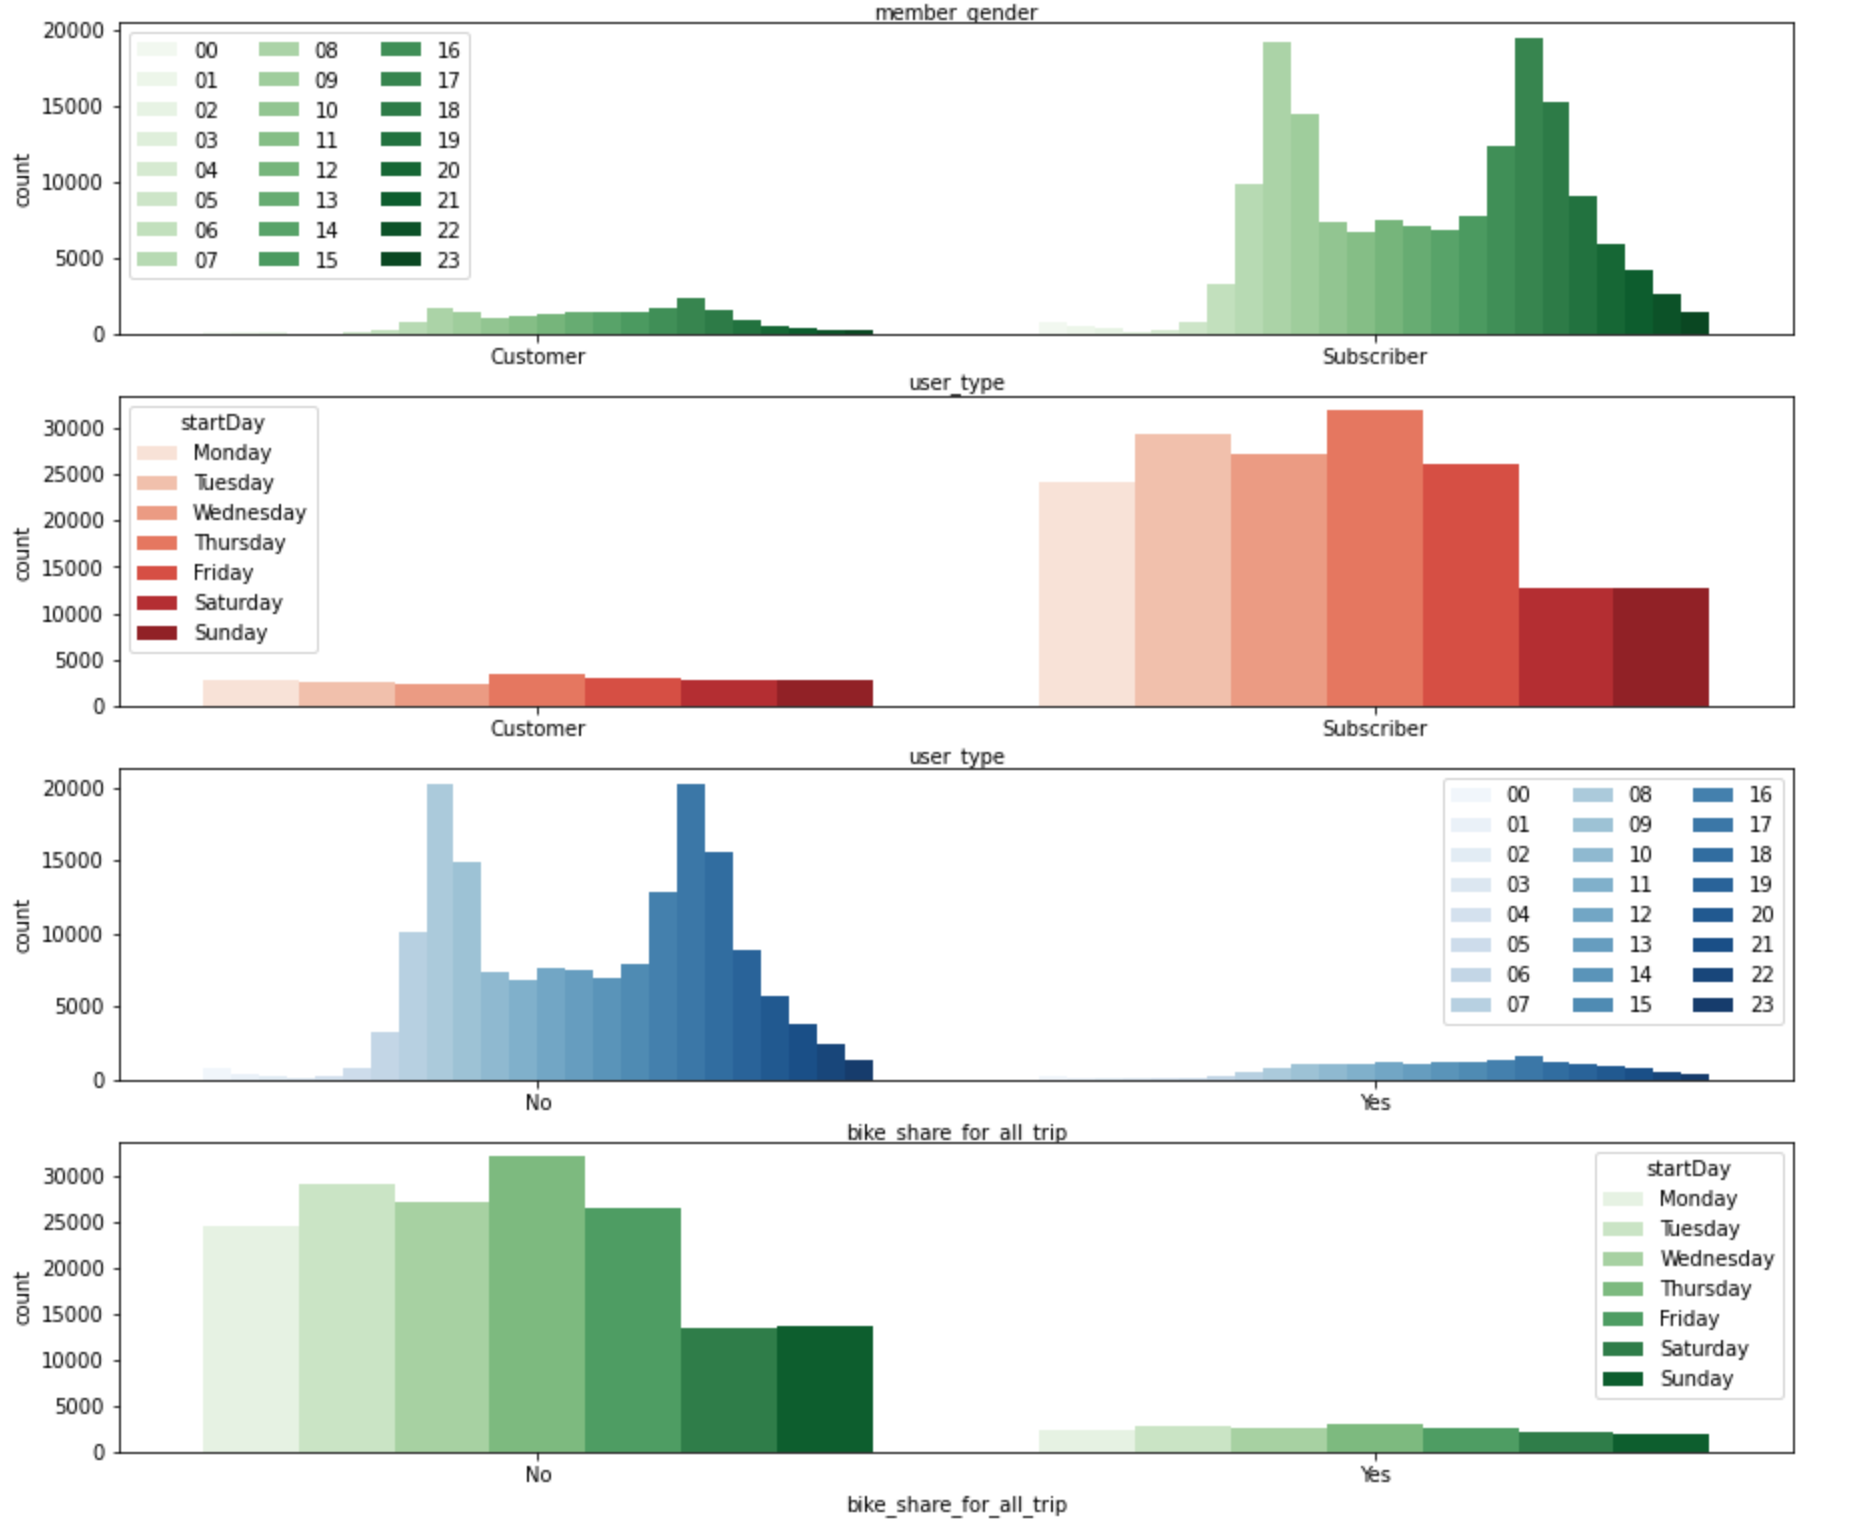 member_gender
20000
15000
10000
5000
0
count
00 08 16
01 09 17
02 10 18
03 11 19
04 12 20
05 13 21
06 14 22
07 15 23
Customer Subscriber
user_type
30000
25000
20000
15000
10000
5000
0
count
startDay
Monday
Tuesday
Wednesday
Thursday
Friday
Saturday
Sunday
Customer Subscriber
user_type
20000
15000
10000
5000
0
count
00 08 16
01 09 17
02 10 18
03 11 19
04 12 20
05 13 21
06 14 22
07 15 23
No Yes
bike_share_for_all_trip
30000
25000
20000
15000
10000
5000
0
count
startDay
Monday
Tuesday
Wednesday
Thursday
Friday
Saturday
Sunday
No Yes
bike_share_for_all_trip